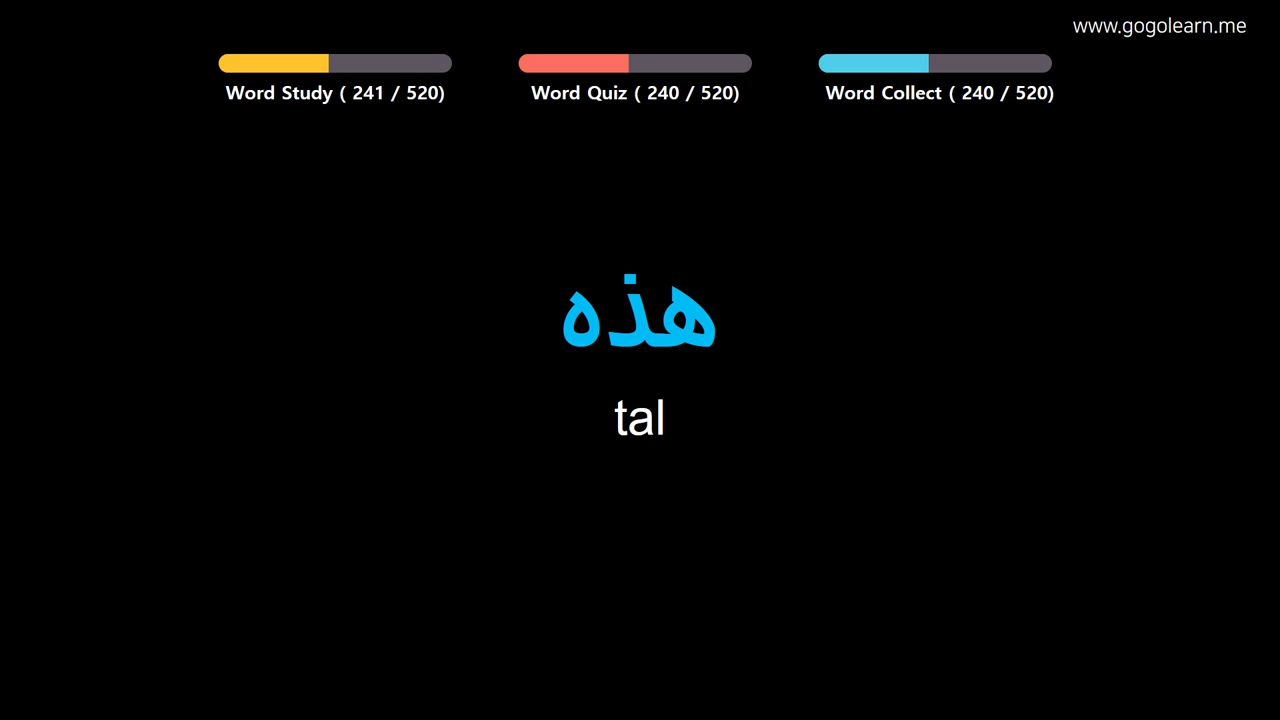 www.gogolearn.me
Word Study ( 241 / 520)
Word Quiz ( 240 / 520)
Word Collect ( 240 / 520)
هذه
tal